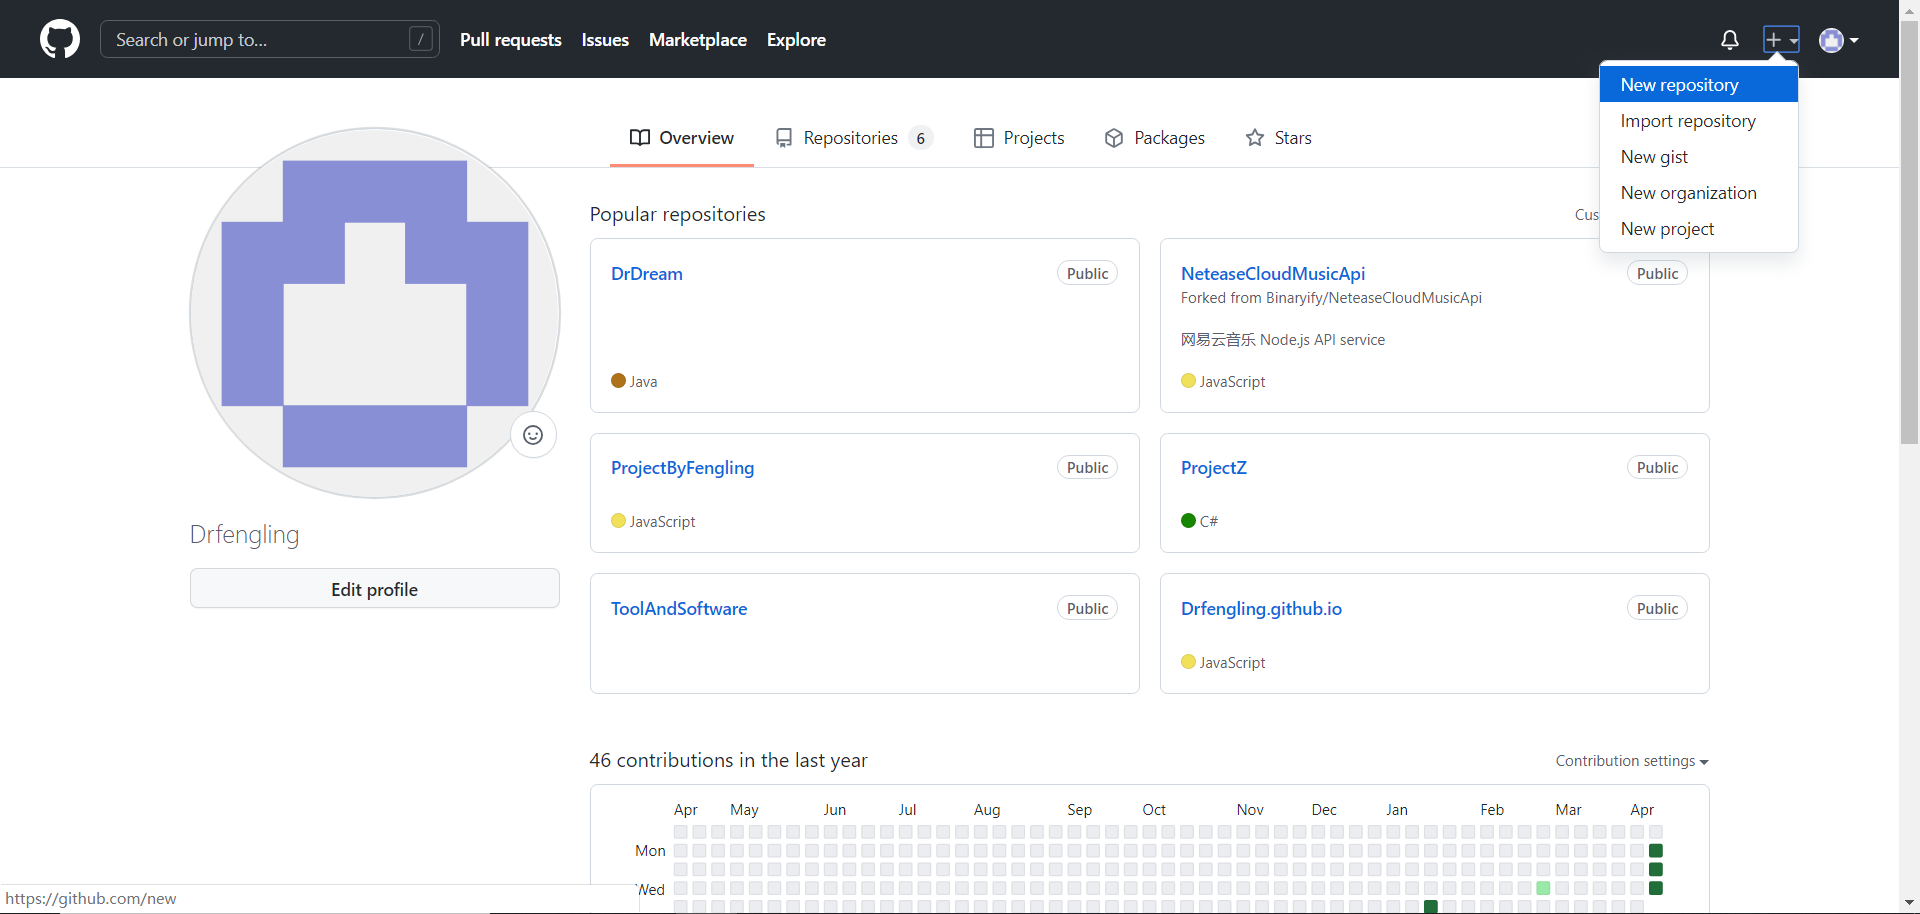 Search or jump to... /
Pull requests Issues Marketplace Explore
New repository
Import repository
New gist
New organization
New project
Overview Repositories 6 Projects Packages Stars
Popular repositories
Cus
DrDream Public
Java
NeteaseCloudMusicApi Public
Forked from Binaryify/NeteaseCloudMusicApi
网易云音乐 Node.js API service
JavaScript
ProjectByFengling Public
JavaScript
ProjectZ Public
C#
ToolAndSoftware Public
Drfengling.github.io Public
JavaScript
Drfengling
Edit profile
46 contributions in the last year
Contribution settings
Apr May Jun Jul Aug Sep Oct Nov Dec Jan Feb Mar Apr
Mon
Wed
https://github.com/new